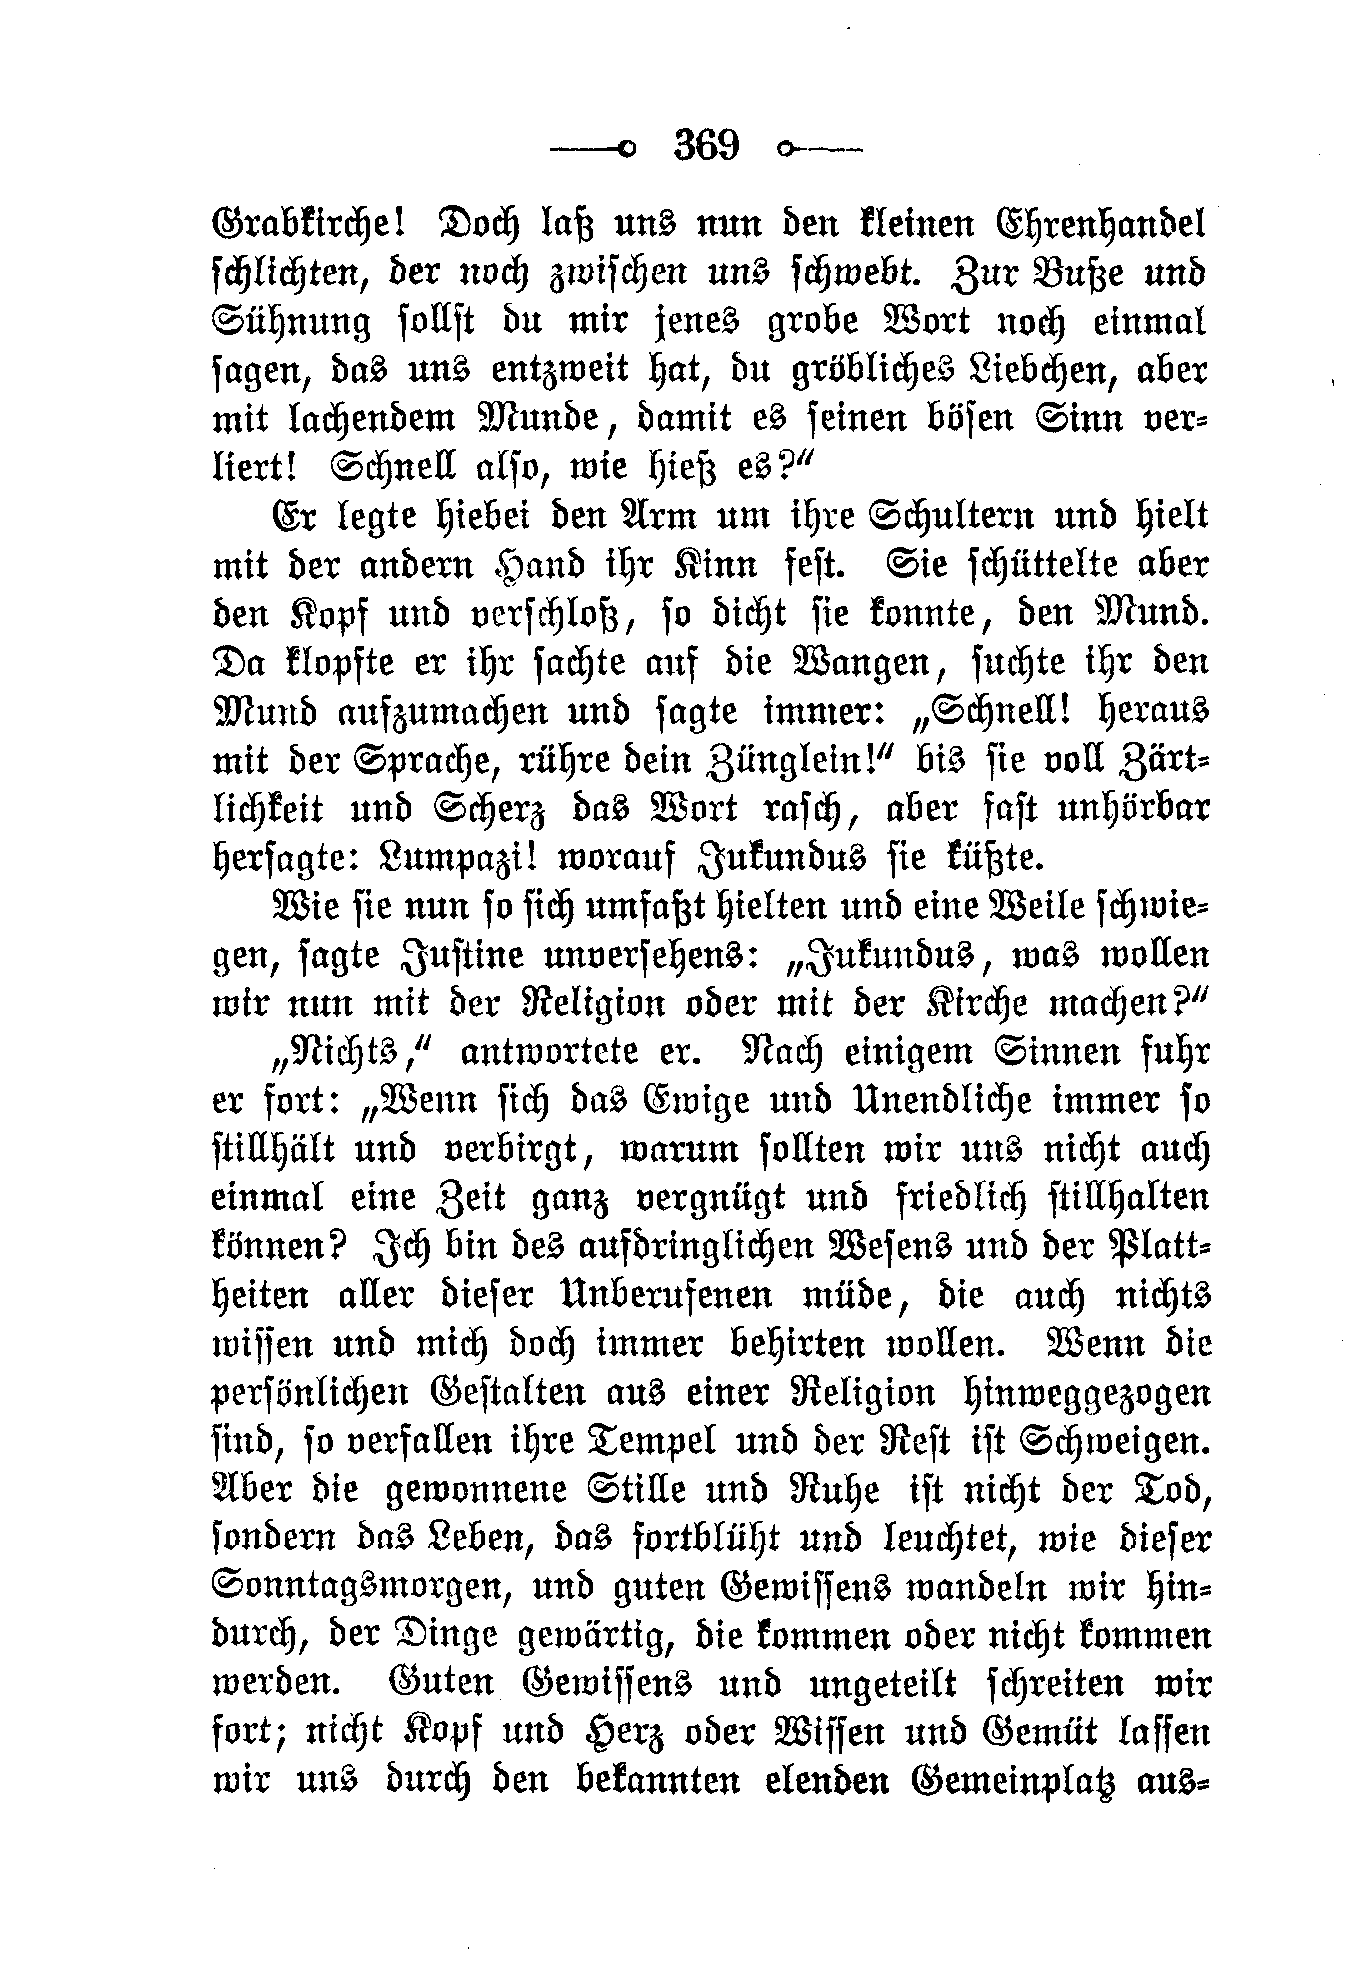 369
Grabkirche! Doch laß uns nun den kleinen Ehrenhandel
schlichten, der noch zwischen uns schwebt. Zur Buße und
Sühnung sollst du mir jenes grobe Wort noch einmal
sagen, das uns entzweit hat, du gröbliches Liebchen, aber
mit lachendem Munde, damit es seinen bösen Sinn ver-
liert! Schnell also, wie hieß es?"
Er legte hiebei den Arm um ihre Schultern und hielt
mit der andern Hand ihr Kinn fest. Sie schüttelte aber
den Kopf und verschloß, so dicht sie konnte, den Mund.
Da klopfte er ihr sachte auf die Wangen, suchte ihr den
Mund aufzumachen und sagte immer: „Schnell! heraus
mit der Sprache, rühre dein Zünglein!" bis sie voll Zärt-
lichkeit und Scherz das Wort rasch, aber fast unhörbar
hersagte: Lumpazi! worauf Jukundus sie küßte.
Wie sie nun so sich umfaßt hielten und eine Weile schwie-
gen, sagte Justine unversehens: „Jukundus, was wollen
wir nun mit der Religion oder mit der Kirche machen?"
„Nichts," antwortete er. Nach einigem Sinnen fuhr
er fort: „Wenn sich das Ewige und Unendliche immer so
stillhält und verbirgt, warum sollten wir uns nicht auch
einmal eine Zeit ganz vergnügt und friedlich stillhalten
können? Ich bin des aufdringlichen Wesens und der Platt-
heiten aller dieser Unberufenen müde, die auch nichts
wissen und mich doch immer behirten wollen. Wenn die
persönlichen Gestalten aus einer Religion hinweggezogen
sind, so verfallen ihre Tempel und der Rest ist Schweigen.
Aber die gewonnene Stille und Ruhe ist nicht der Tod,
sondern das Leben, das fortblüht und leuchtet, wie dieser
Sonntagsmorgen, und guten Gewissens wandeln wir hin-
durch, der Dinge gewärtig, die kommen oder nicht kommen
werden. Guten Gewissens und ungeteilt schreiten wir
fort; nicht Kopf und Herz oder Wissen und Gemüt lassen
wir uns durch den bekannten elenden Gemeinplatz aus-